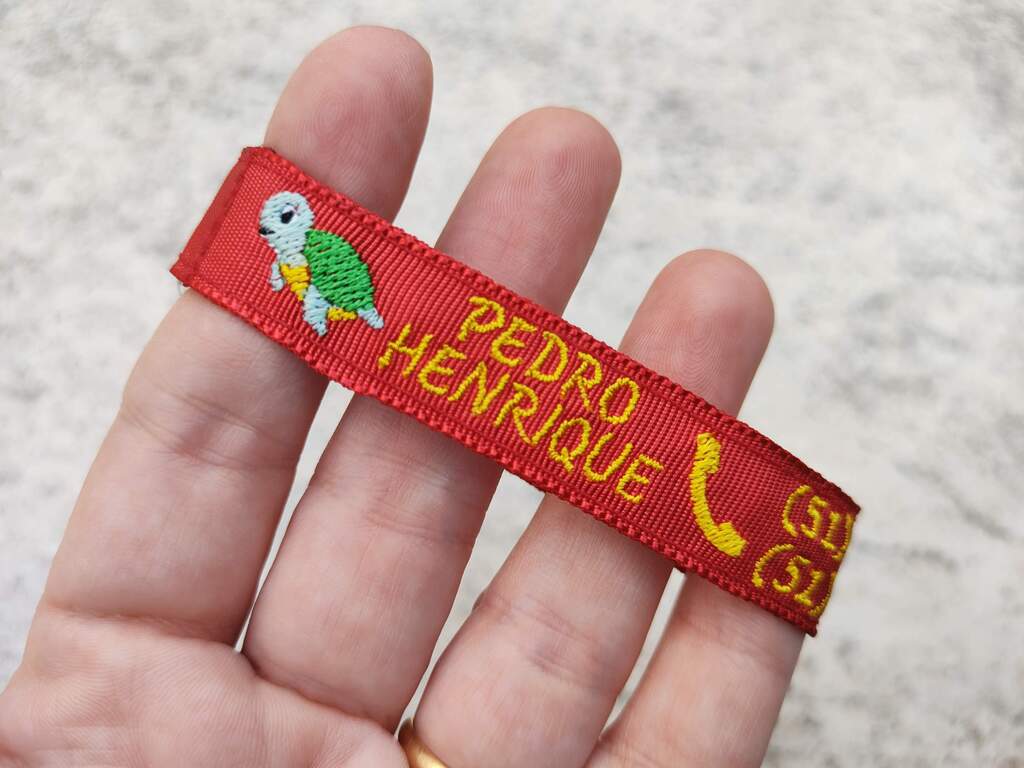 PEDRO
HENRIQUE
(51)
(51)